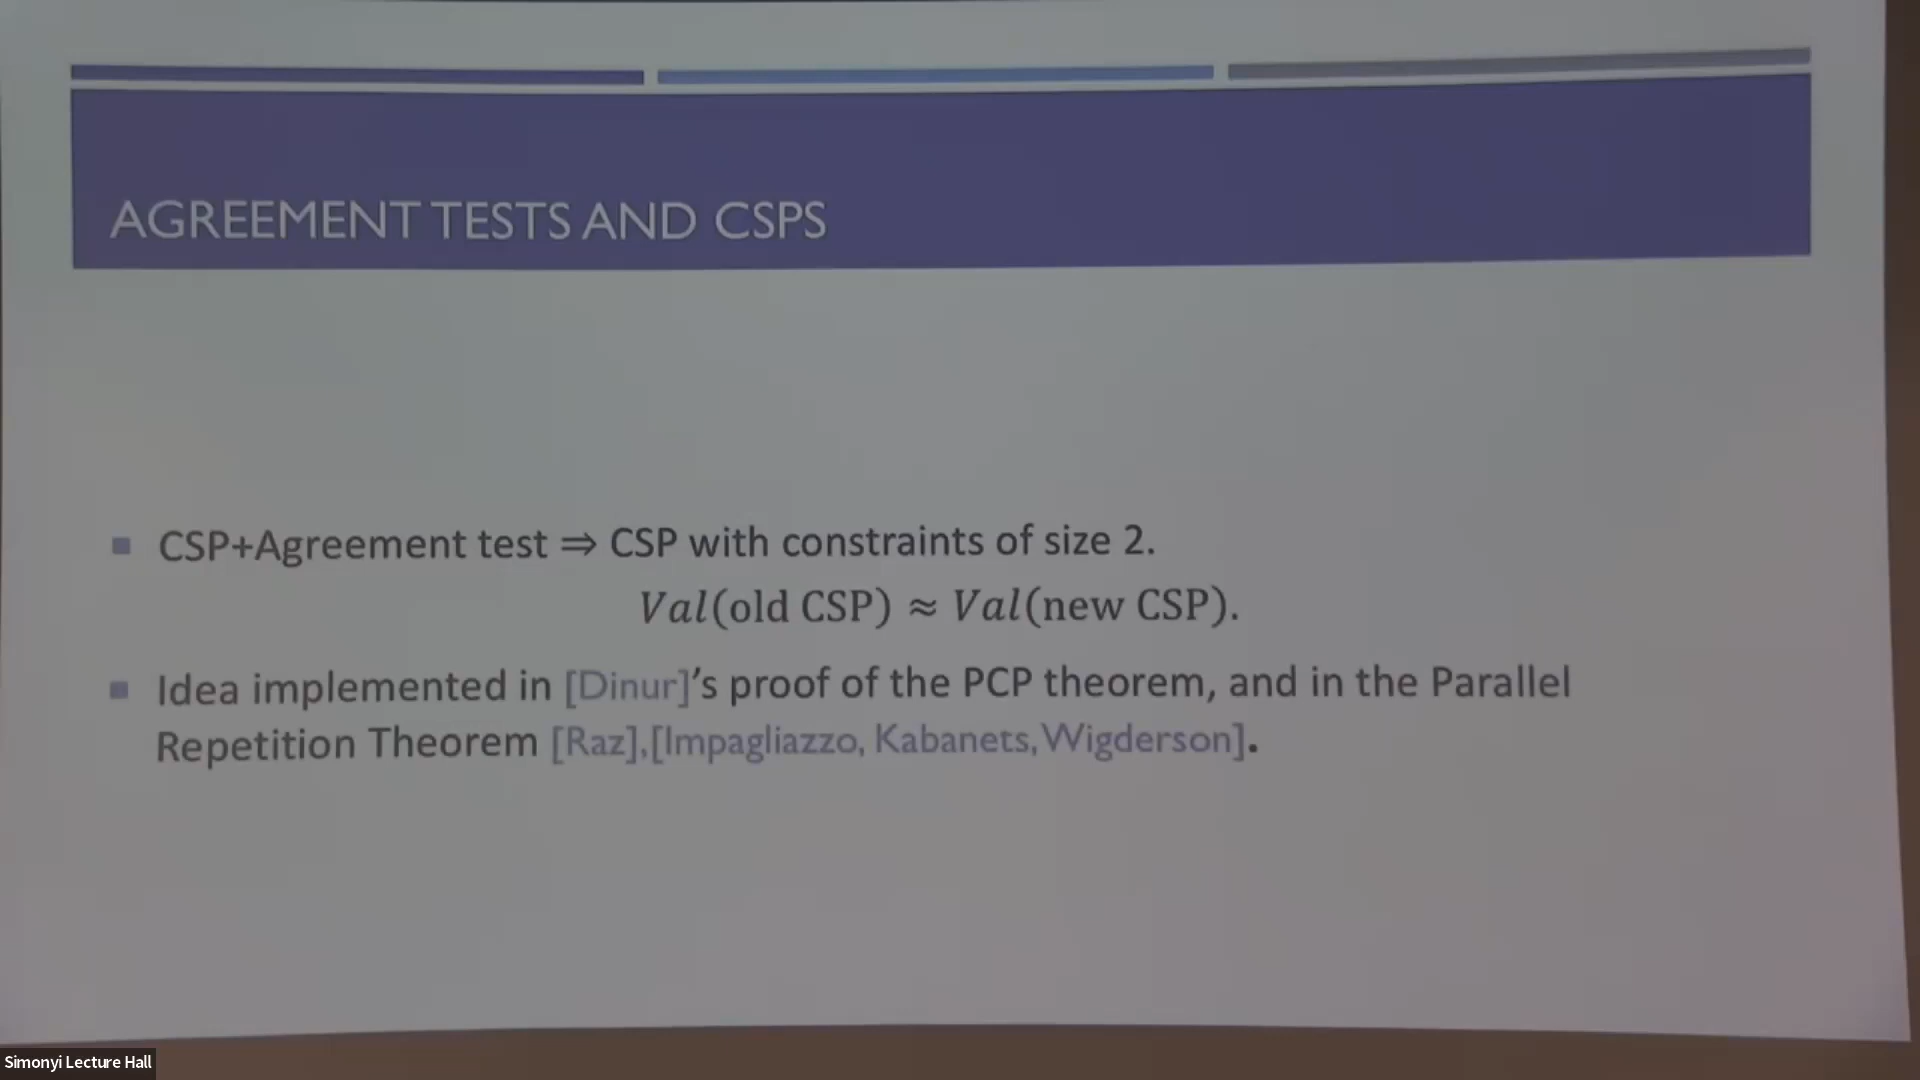 AGREEMENT TESTS AND CSPS
CSP+Agreement test ⇒ CSP with constraints of size 2.
Val(old CSP) ≈ Val(new CSP).
Idea implemented in [Dinur]'s proof of the PCP theorem, and in the Parallel
Repetition Theorem [Raz],[Impagliazzo, Kabanets,Wigderson].
Simonyi Lecture Hall